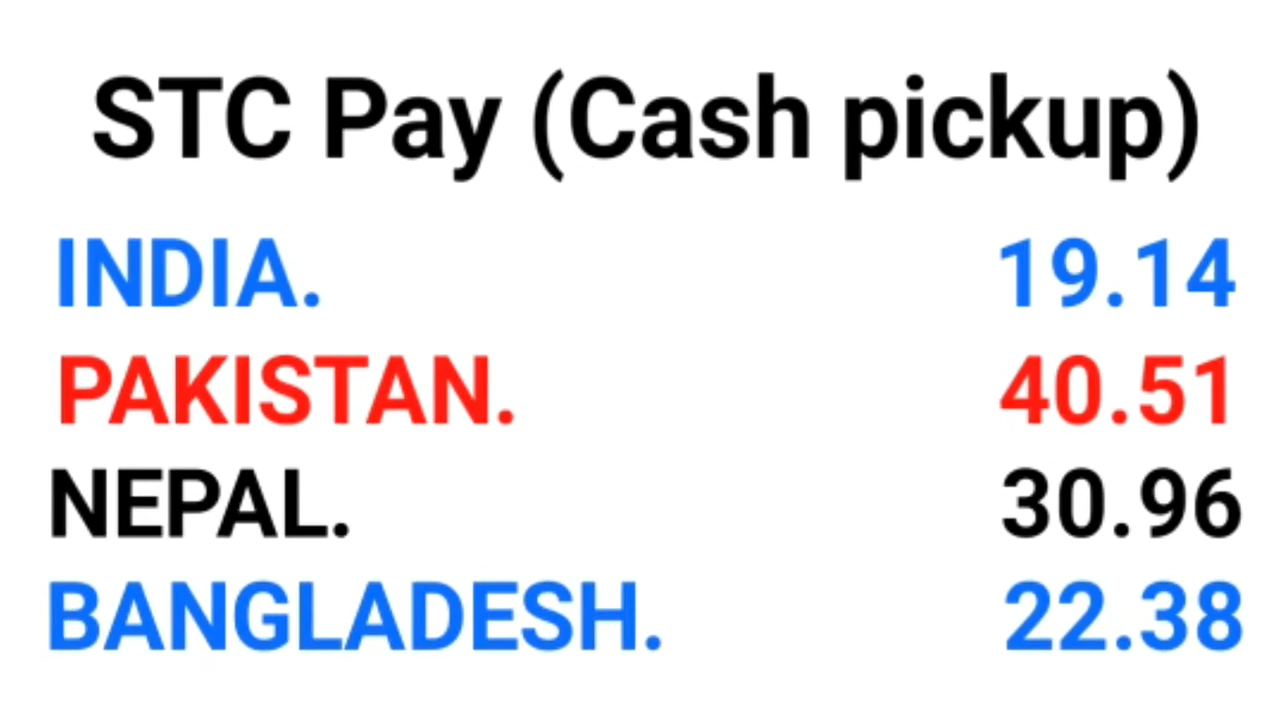 STC Pay (Cash pickup)
INDIA. 19.14
PAKISTAN. 40.51
NEPAL. 30.96
BANGLADESH. 22.38